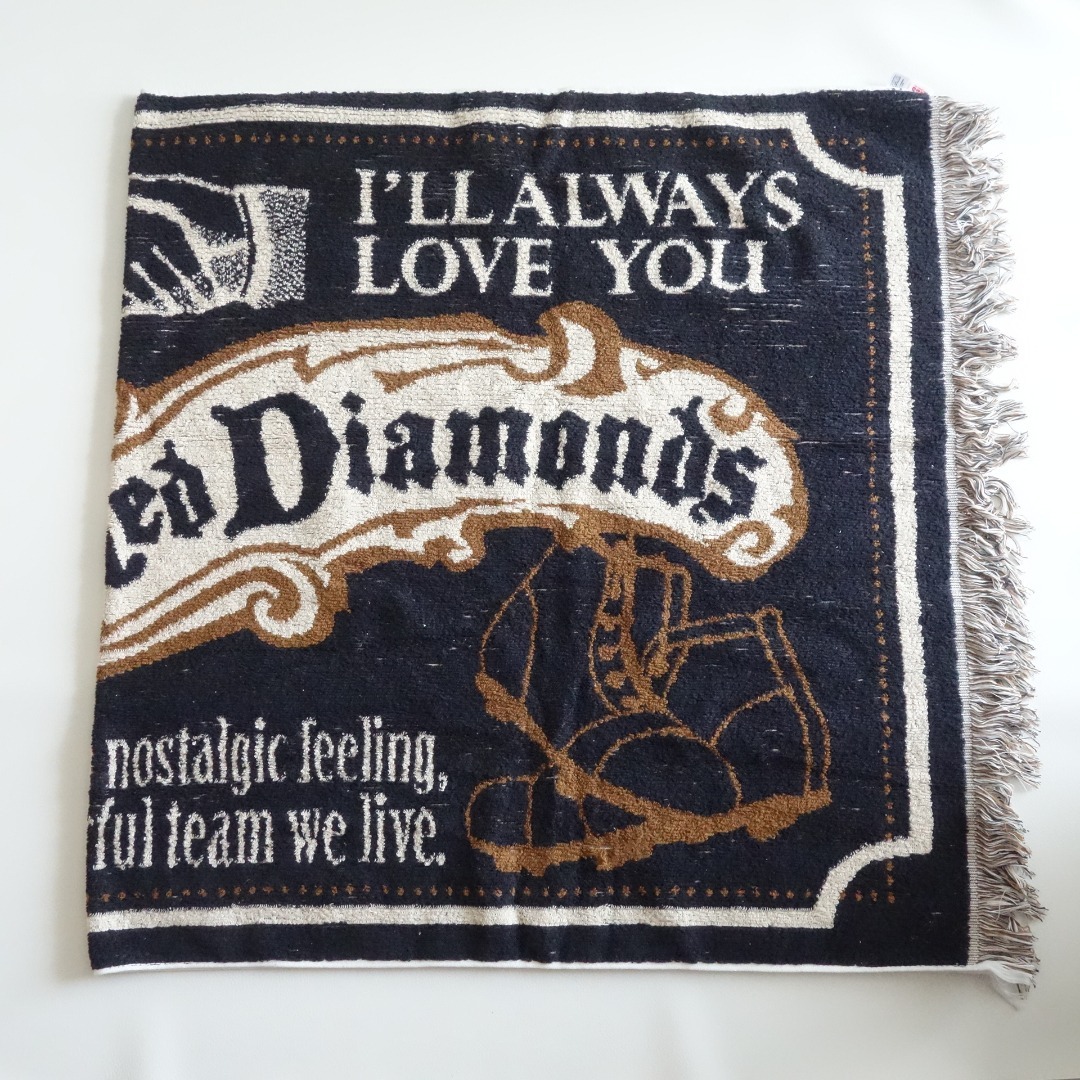 I'LL ALWAYS
LOVE YOU
Diamonds
nostalgic feeling,
team we live.